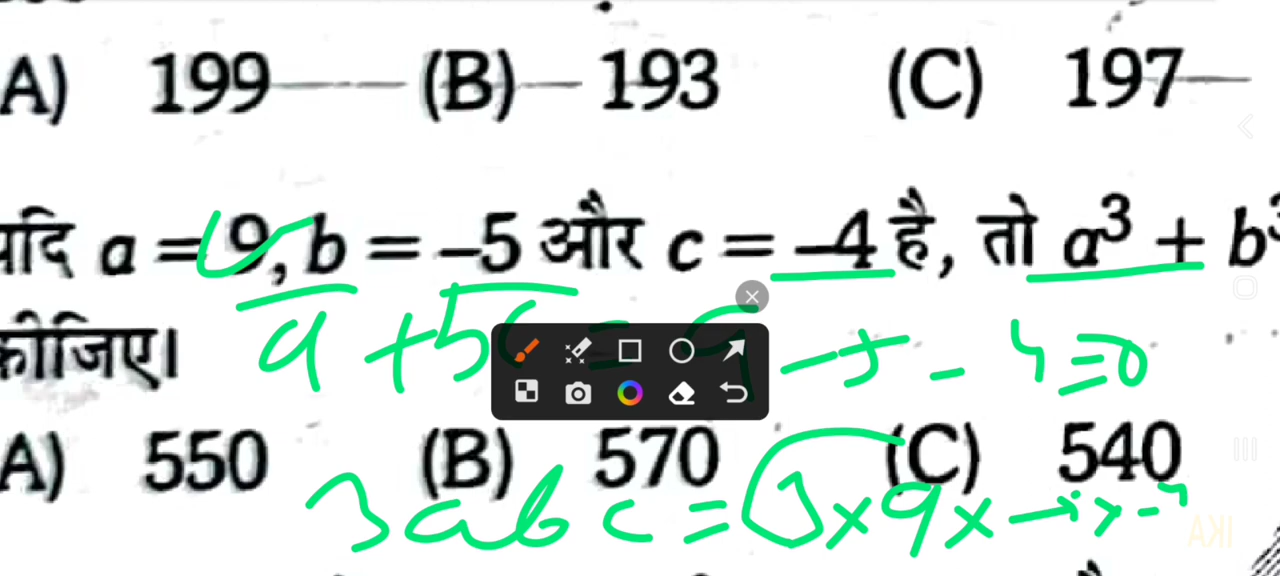 A) 199 (B) 193 (C) 197
यदि a = 9, b = –5 और c = –4 है, तो a³ + b³
कीजिए।
a + b = 9 – 5 – 4 = 0
A) 550 (B) 570 (C) 540
3abc = 3 × 9 × –5 × –4